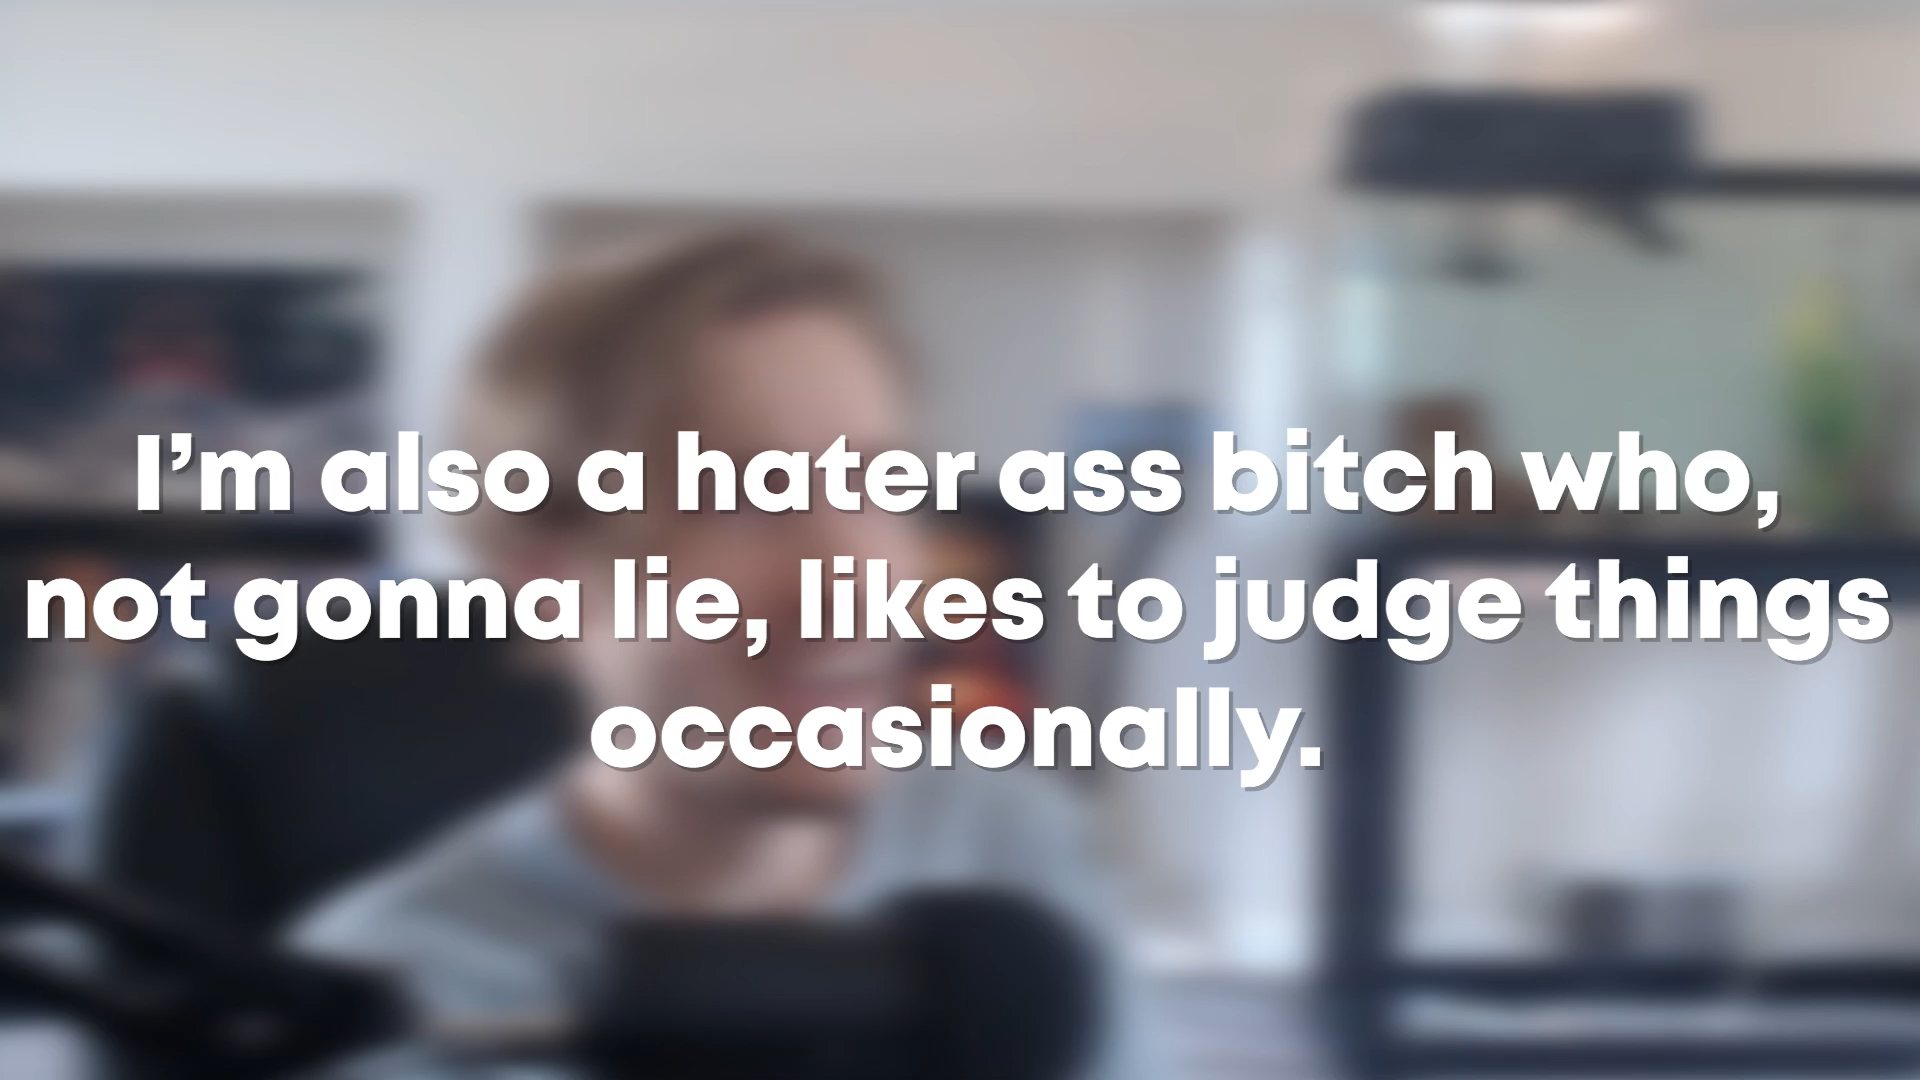 I’m also a hater ass bitch who,
not gonna lie, likes to judge things
occasionally.